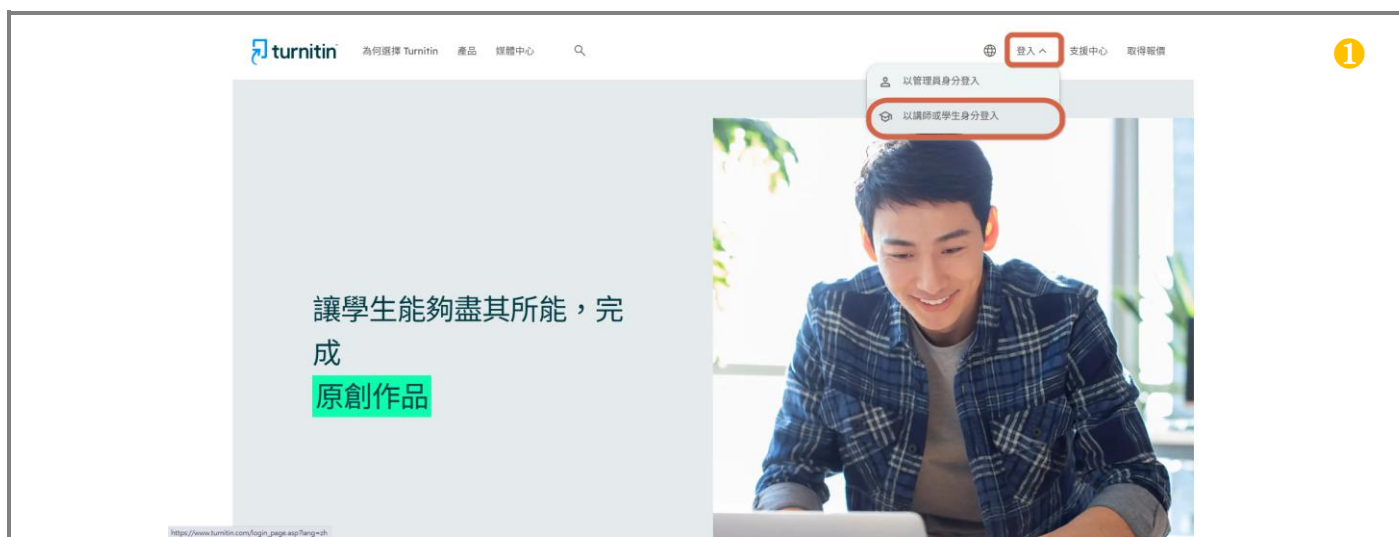 turnitin 為何選擇 Turnitin 產品 媒體中心 登入 支援中心 取得報價
❶
以管理員身分登入
以講師或學生身分登入
讓學生能夠盡其所能,完
成
原創作品
https://www.turnitin.com/login_page.asp?lang=zh